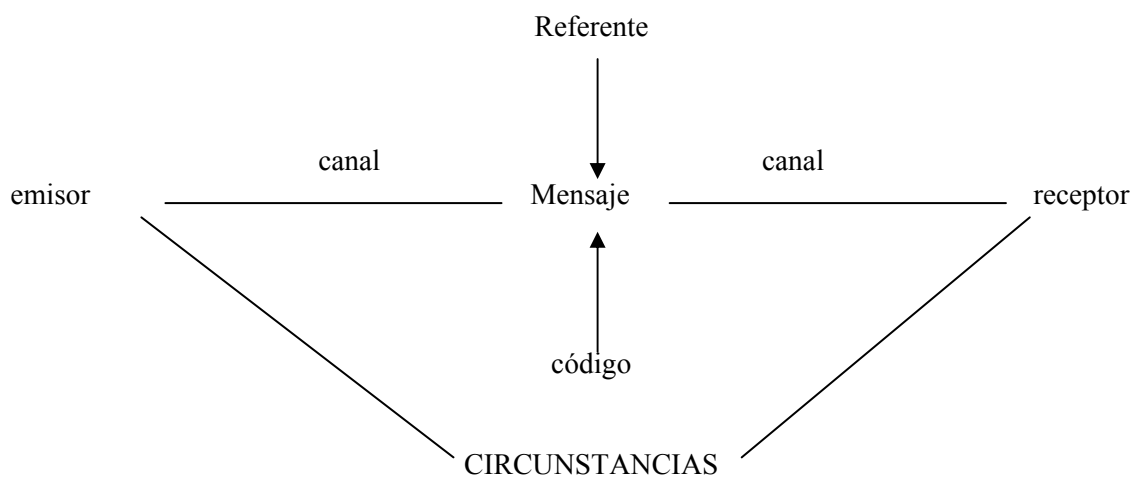 Referente
canal canal
emisor Mensaje receptor
código
CIRCUNSTANCIAS